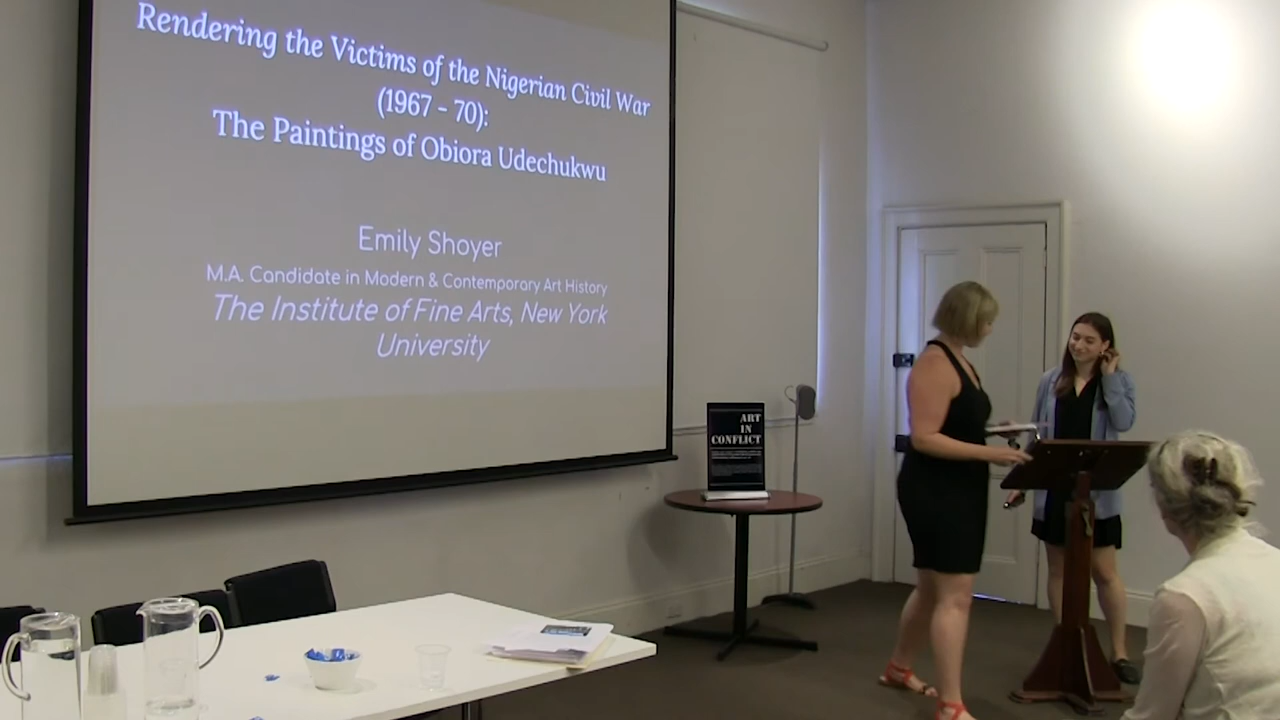 Rendering the Victims of the Nigerian Civil War
(1967 - 70):
The Paintings of Obiora Udechukwu
Emily Shoyer
M.A. Candidate in Modern & Contemporary Art History
The Institute of Fine Arts, New York
University
ART
IN
CONFLICT